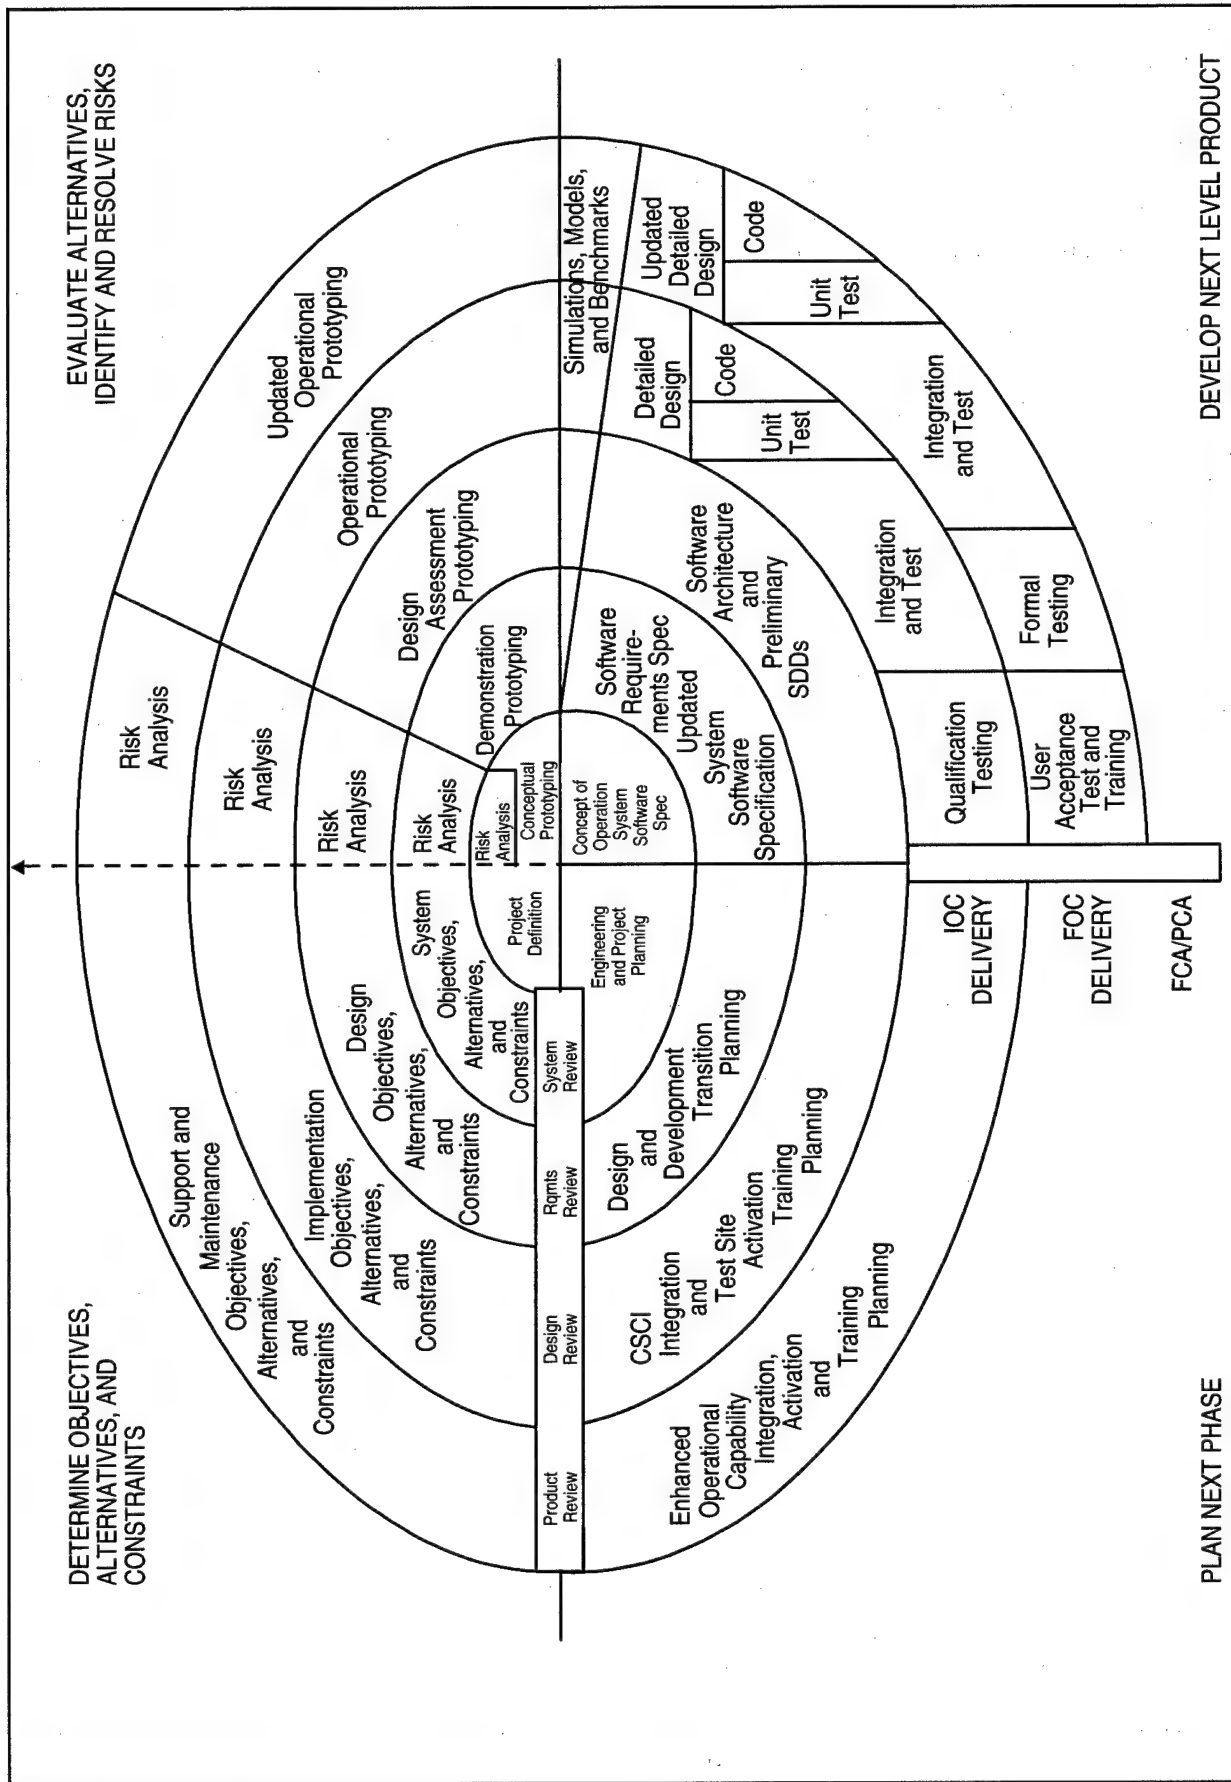 DETERMINE OBJECTIVES,
ALTERNATIVES, AND
CONSTRAINTS
EVALUATE ALTERNATIVES,
IDENTIFY AND RESOLVE RISKS
Support and
Maintenance
Objectives,
Alternatives,
and
Constraints
Implementation
Objectives,
Alternatives,
and
Constraints
Design
Objectives,
Alternatives,
and
Constraints
System
Objectives,
Alternatives,
and
Constraints
Project
Definition
Risk
Analysis
Risk
Analysis
Risk
Analysis
Risk
Analysis
Risk
Analysis
Conceptual
Prototyping
Demonstration
Prototyping
Design
Assessment
Prototyping
Operational
Prototyping
Updated
Operational
Prototyping
Simulations, Models,
and Benchmarks
Product
Review
Design
Review
Rqmts
Review
System
Review
Engineering
and Project
Planning
Design
and
Development
Transition
Planning
CSCI
Integration
and
Test Site
Activation
Training
Planning
Enhanced
Operational
Capability
Integration,
Activation
and
Training
Planning
Concept of
Operation
System
Software
Spec
Software
Require-
ments Spec
Updated
System
Software
Specification
Software
Architecture
and
Preliminary
SDDs
Detailed
Design
Code
Unit
Test
Integration
and Test
Qualification
Testing
Updated
Detailed
Design
Code
Unit
Test
Integration
and Test
Formal
Testing
User
Acceptance
Test and
Training
IOC
DELIVERY
FOC
DELIVERY
FCA/PCA
PLAN NEXT PHASE
DEVELOP NEXT LEVEL PRODUCT